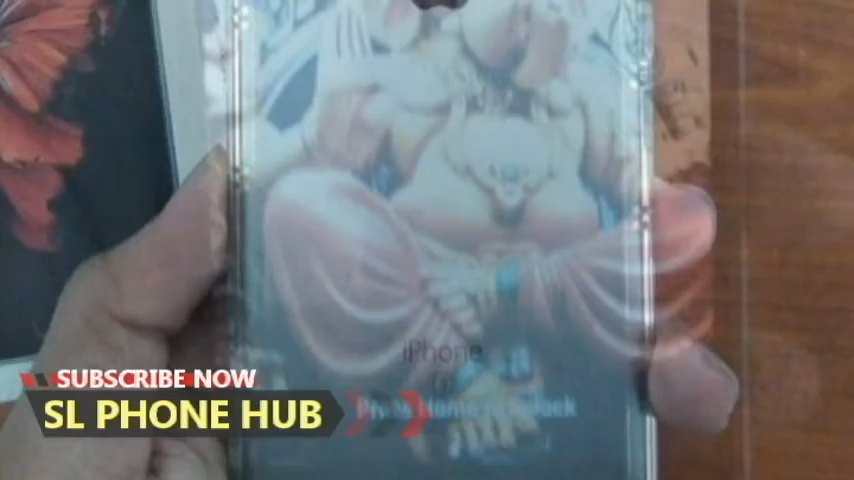 iPhone
SUBSCRIBE NOW
SL PHONE HUB
Press Home to unlock